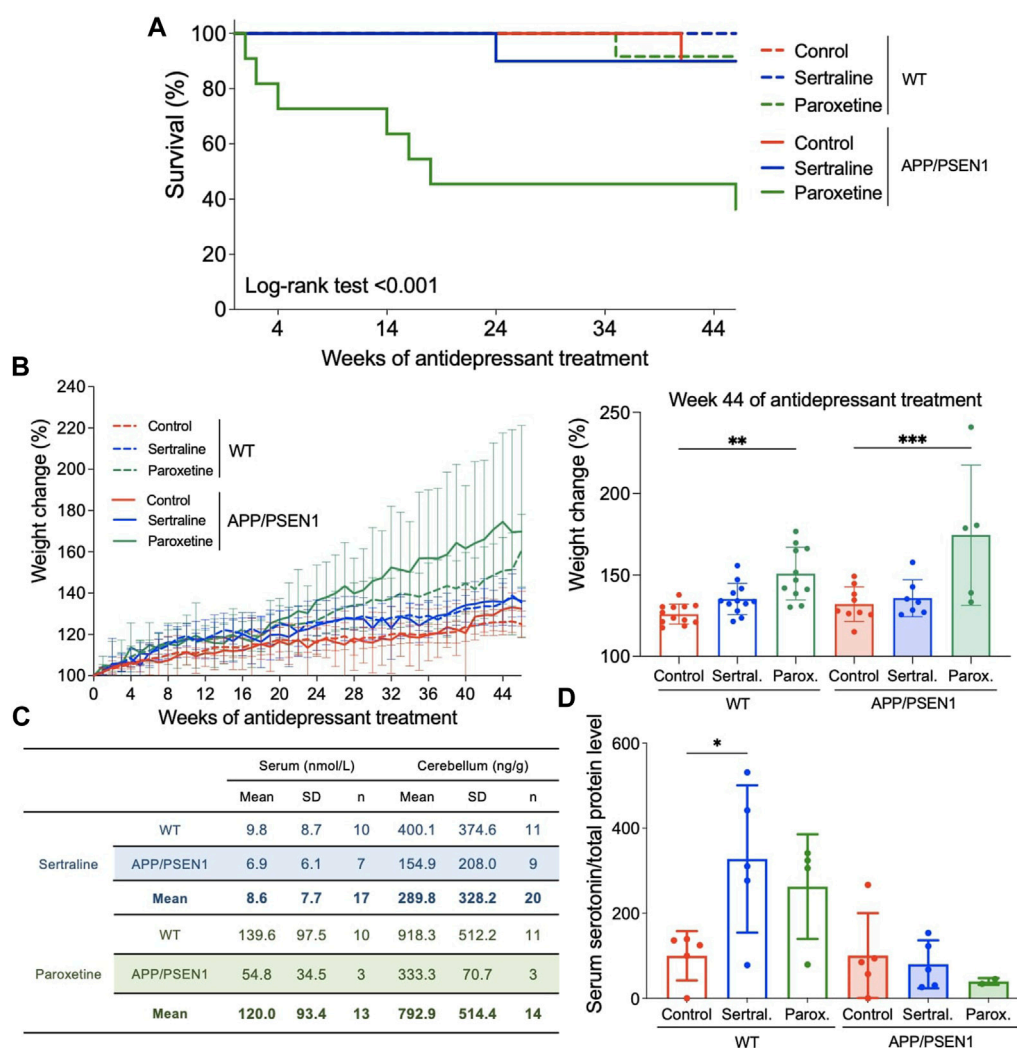 A
100
80
60
40
20
0
Survival (%)
Log-rank test <0.001
4 14 24 34 44
Weeks of antidepressant treatment
Conrol
Sertraline
Paroxetine
WT
Control
Sertraline
Paroxetine
APP/PSEN1
B
240
220
200
180
160
140
120
100
Weight change (%)
Control
Sertraline
Paroxetine
WT
Control
Sertraline
Paroxetine
APP/PSEN1
0 4 8 12 16 20 24 28 32 36 40 44
Weeks of antidepressant treatment
Week 44 of antidepressant treatment
250
200
150
100
Weight change (%)
**
***
Control Sertral. Parox. Control Sertral. Parox.
WT APP/PSEN1
C
Serum (nmol/L) Cerebellum (ng/g)
Mean SD n Mean SD n
WT 9.8 8.7 10 400.1 374.6 11
Sertraline APP/PSEN1 6.9 6.1 7 154.9 208.0 9
Mean 8.6 7.7 17 289.8 328.2 20
WT 139.6 97.5 10 918.3 512.2 11
Paroxetine APP/PSEN1 54.8 34.5 3 333.3 70.7 3
Mean 120.0 93.4 13 792.9 514.4 14
D
600
400
200
0
Serum serotonin/total protein level
*
Control Sertral. Parox. Control Sertral. Parox.
WT APP/PSEN1